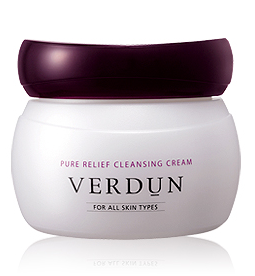 PURE RELIEF CLEANSING CREAM
VERDUN
FOR ALL SKIN TYPES